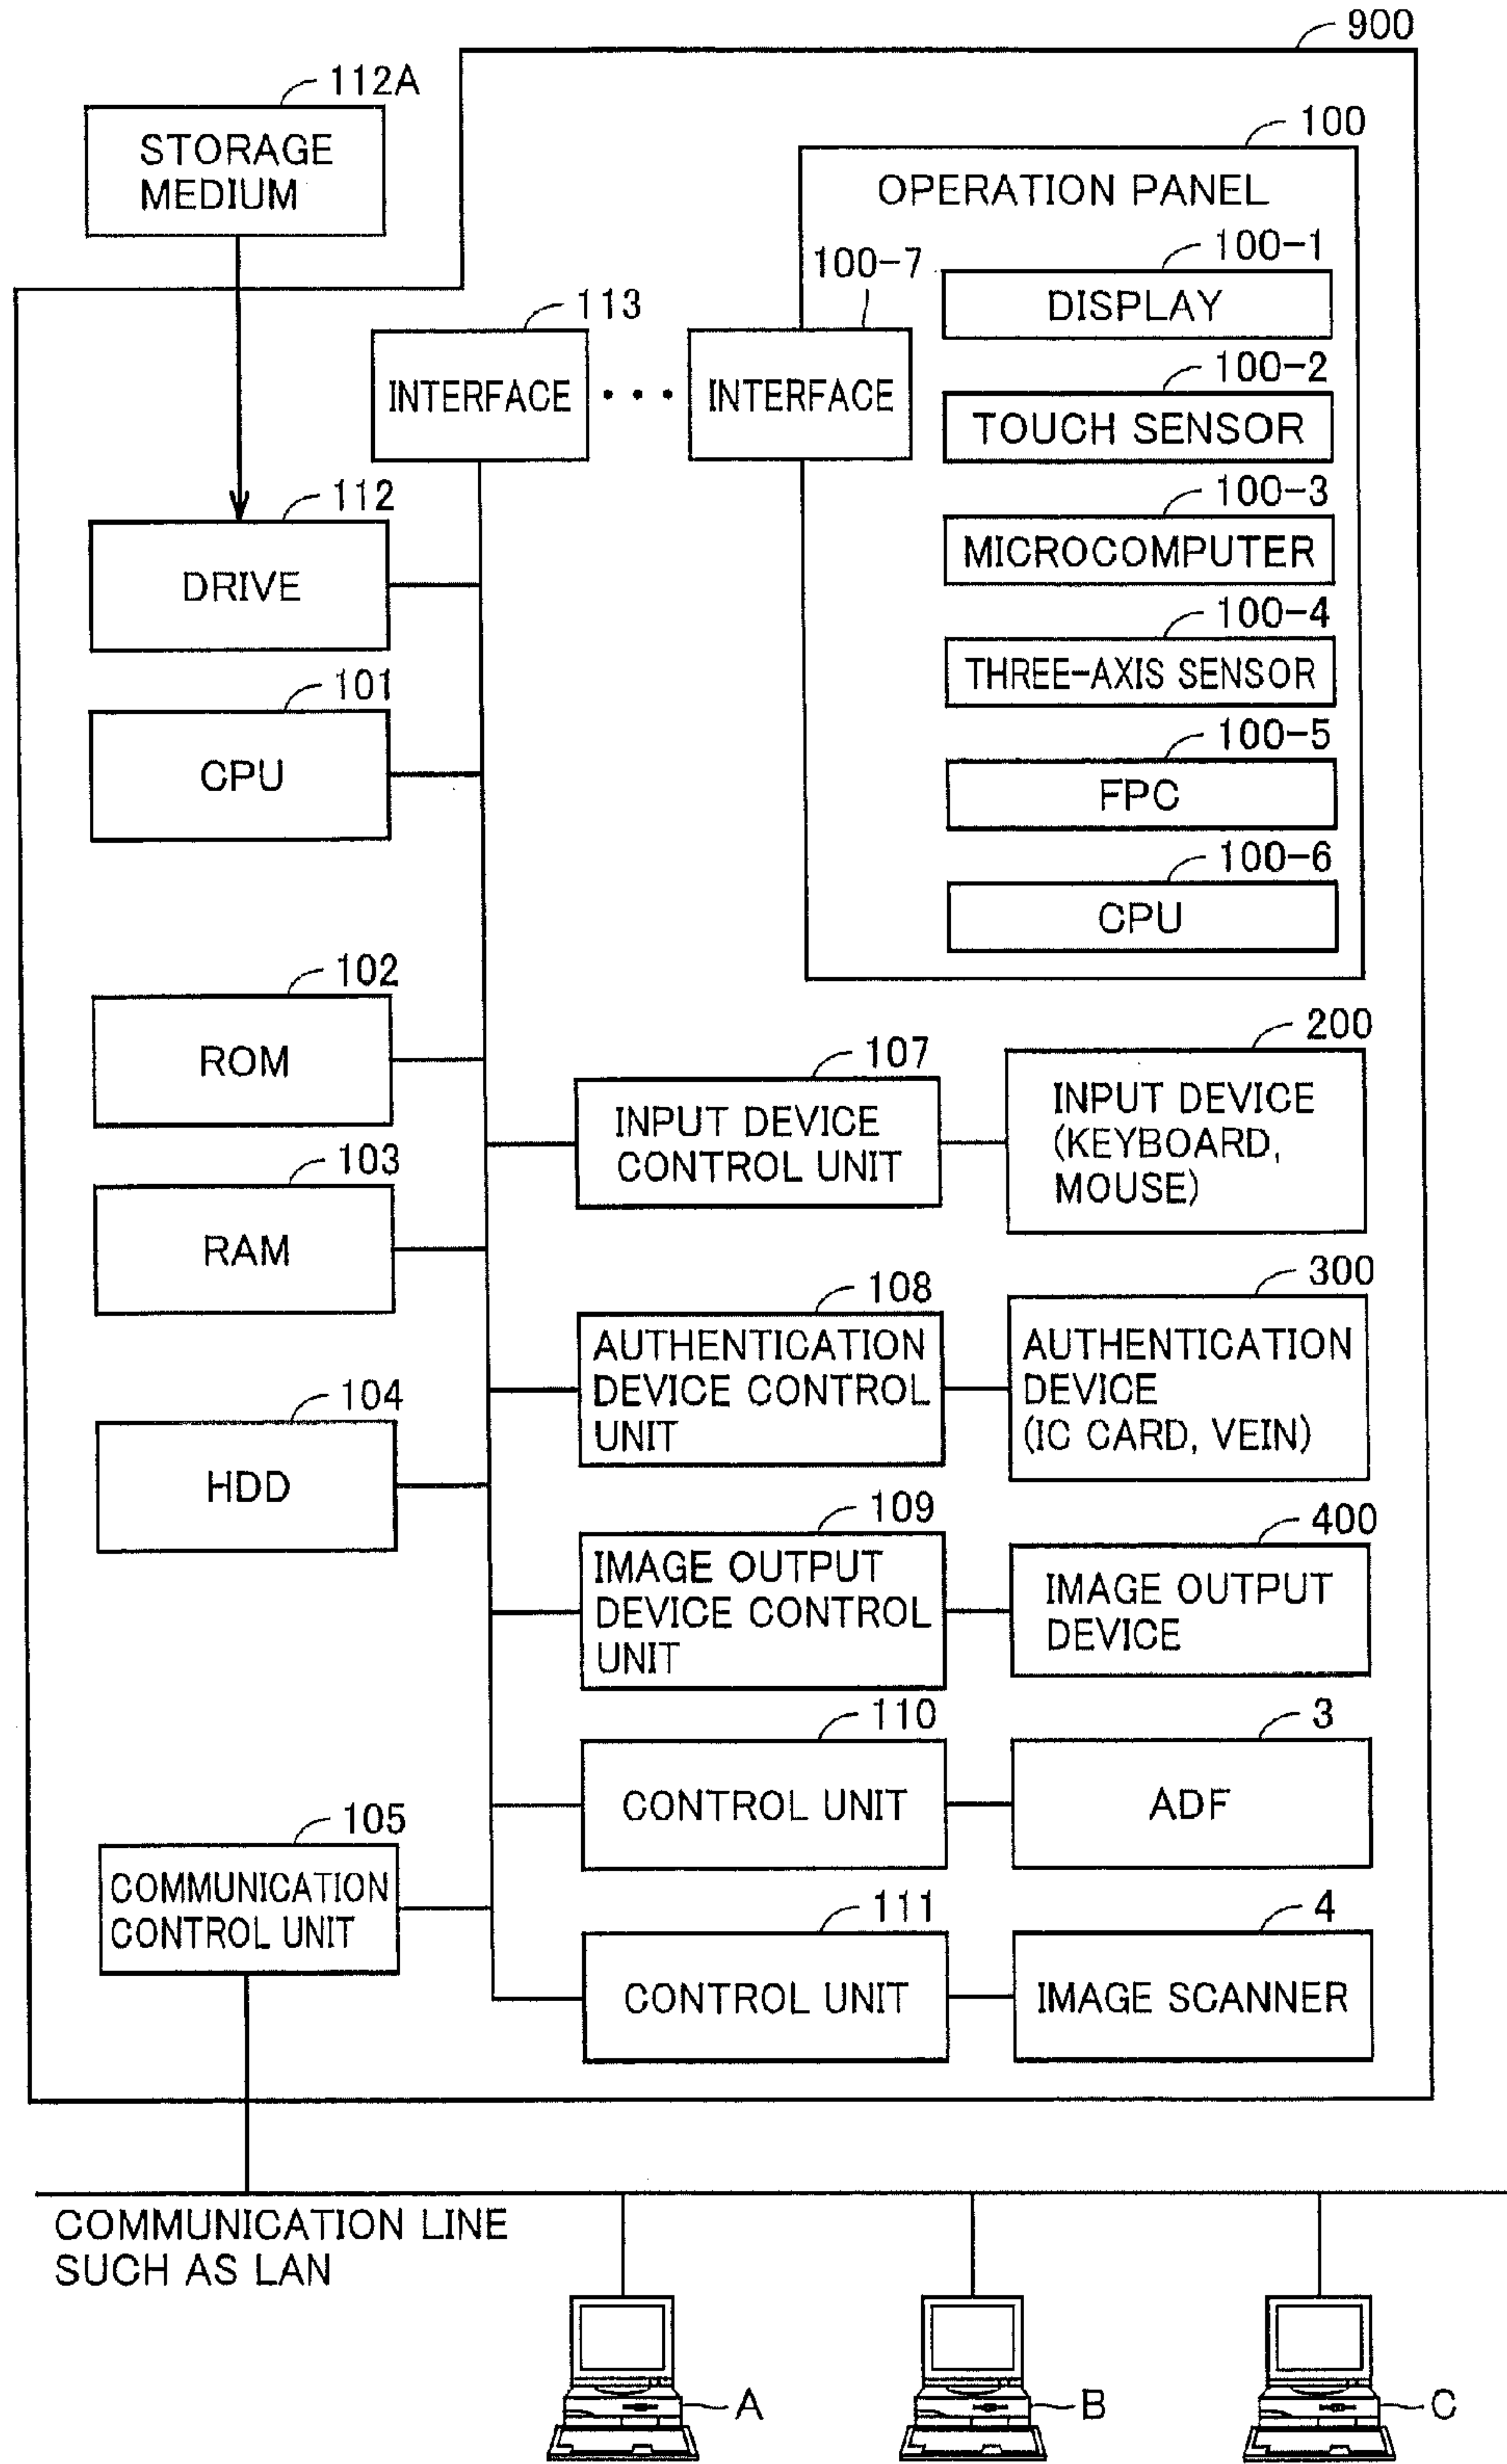 900
112A
STORAGE
MEDIUM
100
OPERATION PANEL
100-1
DISPLAY
100-7
113
INTERFACE
INTERFACE
100-2
TOUCH SENSOR
100-3
MICROCOMPUTER
112
DRIVE
100-4
THREE-AXIS SENSOR
101
CPU
100-5
FPC
100-6
CPU
102
ROM
107
INPUT DEVICE
CONTROL UNIT
200
INPUT DEVICE
(KEYBOARD,
MOUSE)
103
RAM
108
AUTHENTICATION
DEVICE CONTROL
UNIT
300
AUTHENTICATION
DEVICE
(IC CARD, VEIN)
104
HDD
109
IMAGE OUTPUT
DEVICE CONTROL
UNIT
400
IMAGE OUTPUT
DEVICE
110
CONTROL UNIT
3
ADF
105
COMMUNICATION
CONTROL UNIT
111
CONTROL UNIT
4
IMAGE SCANNER
COMMUNICATION LINE
SUCH AS LAN
A
B
C